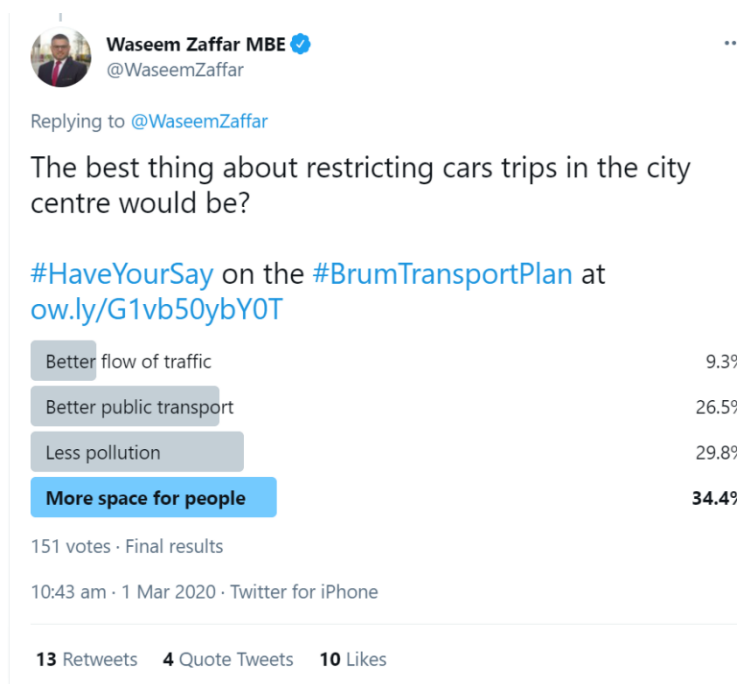 Waseem Zaffar MBE
@WaseemZaffar
Replying to @WaseemZaffar
The best thing about restricting cars trips in the city
centre would be?
#HaveYourSay on the #BrumTransportPlan at
ow.ly/G1vb50ybY0T
Better flow of traffic 9.3%
Better public transport 26.5%
Less pollution 29.8%
More space for people 34.4%
151 votes · Final results
10:43 am · 1 Mar 2020 · Twitter for iPhone
13 Retweets 4 Quote Tweets 10 Likes